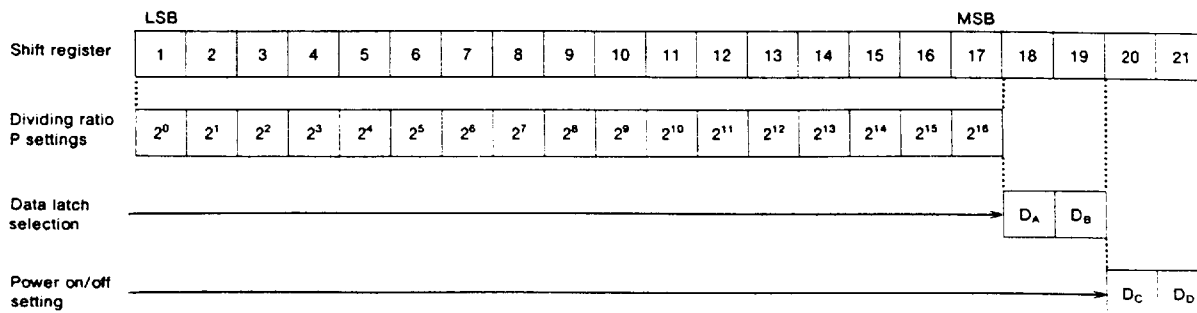 LSB MSB
Shift register 1 2 3 4 5 6 7 8 9 10 11 12 13 14 15 16 17 18 19 20 21
Dividing ratio
P settings
2⁰ 2¹ 2² 2³ 2⁴ 2⁵ 2⁶ 2⁷ 2⁸ 2⁹ 2¹⁰ 2¹¹ 2¹² 2¹³ 2¹⁴ 2¹⁵ 2¹⁶
Data latch
selection
D_A D_B
Power on/off
setting
D_C D_D